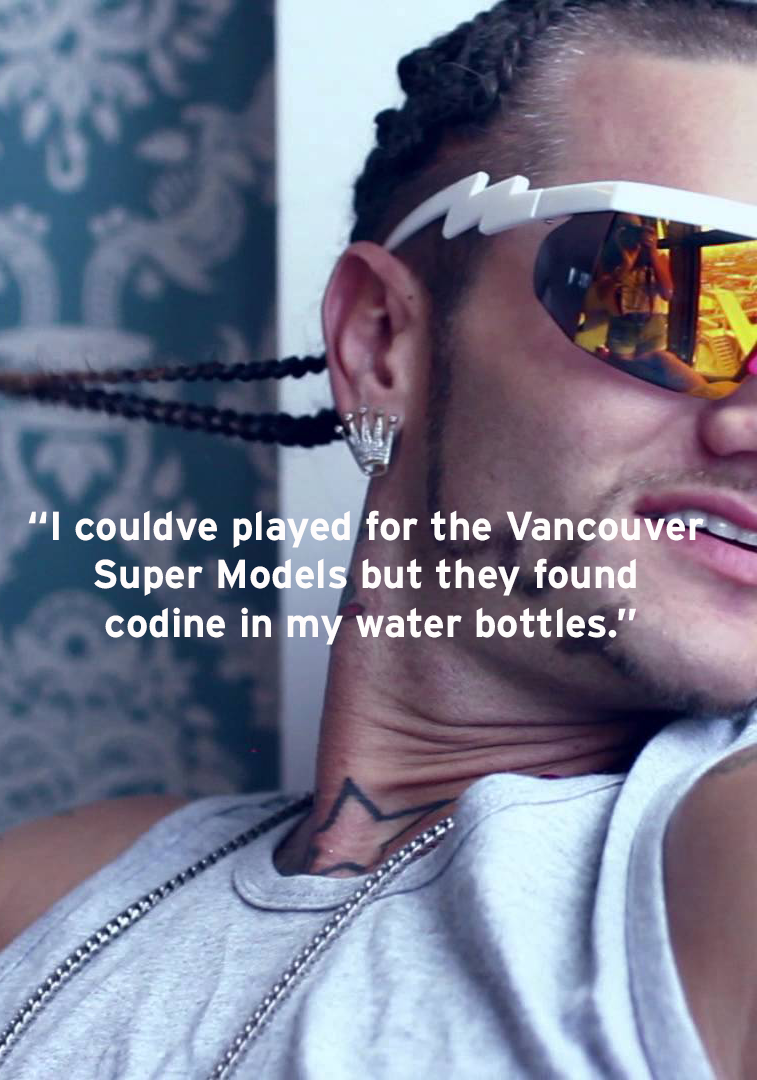 “I couldve played for the Vancouver
Super Models but they found
codine in my water bottles.”